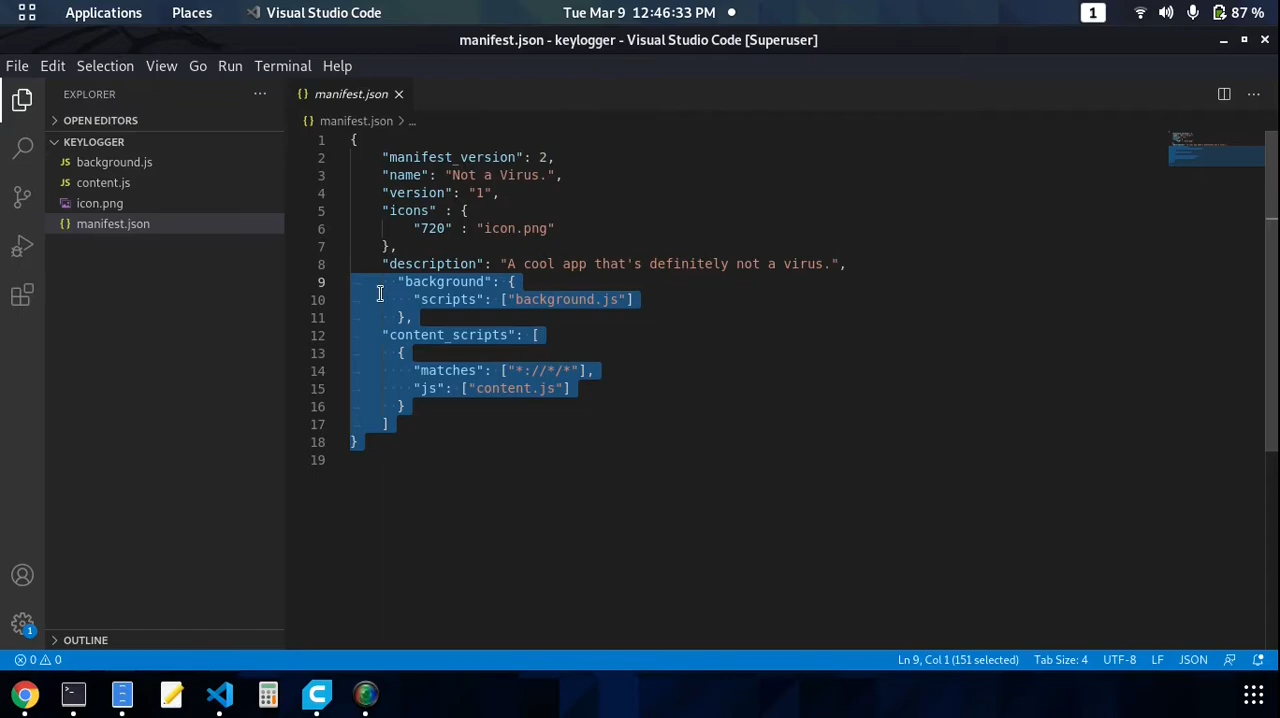 Applications Places Visual Studio Code Tue Mar 9 12:46:33 PM 1 87 %
manifest.json - keylogger - Visual Studio Code [Superuser]
File Edit Selection View Go Run Terminal Help
EXPLORER ... manifest.json
OPEN EDITORS
manifest.json > ...
KEYLOGGER
background.js
content.js
icon.png
manifest.json
1 {
2 "manifest_version": 2,
3 "name": "Not a Virus.",
4 "version": "1",
5 "icons" : {
6 "720" : "icon.png"
7 },
8 "description": "A cool app that's definitely not a virus.",
9 "background": {
10 "scripts": ["background.js"]
11 },
12 "content_scripts": [
13 {
14 "matches": ["*://*/*"],
15 "js": ["content.js"]
16 }
17 ]
18 }
19
1
OUTLINE
0 0 Ln 9, Col 1 (151 selected) Tab Size: 4 UTF-8 LF JSON